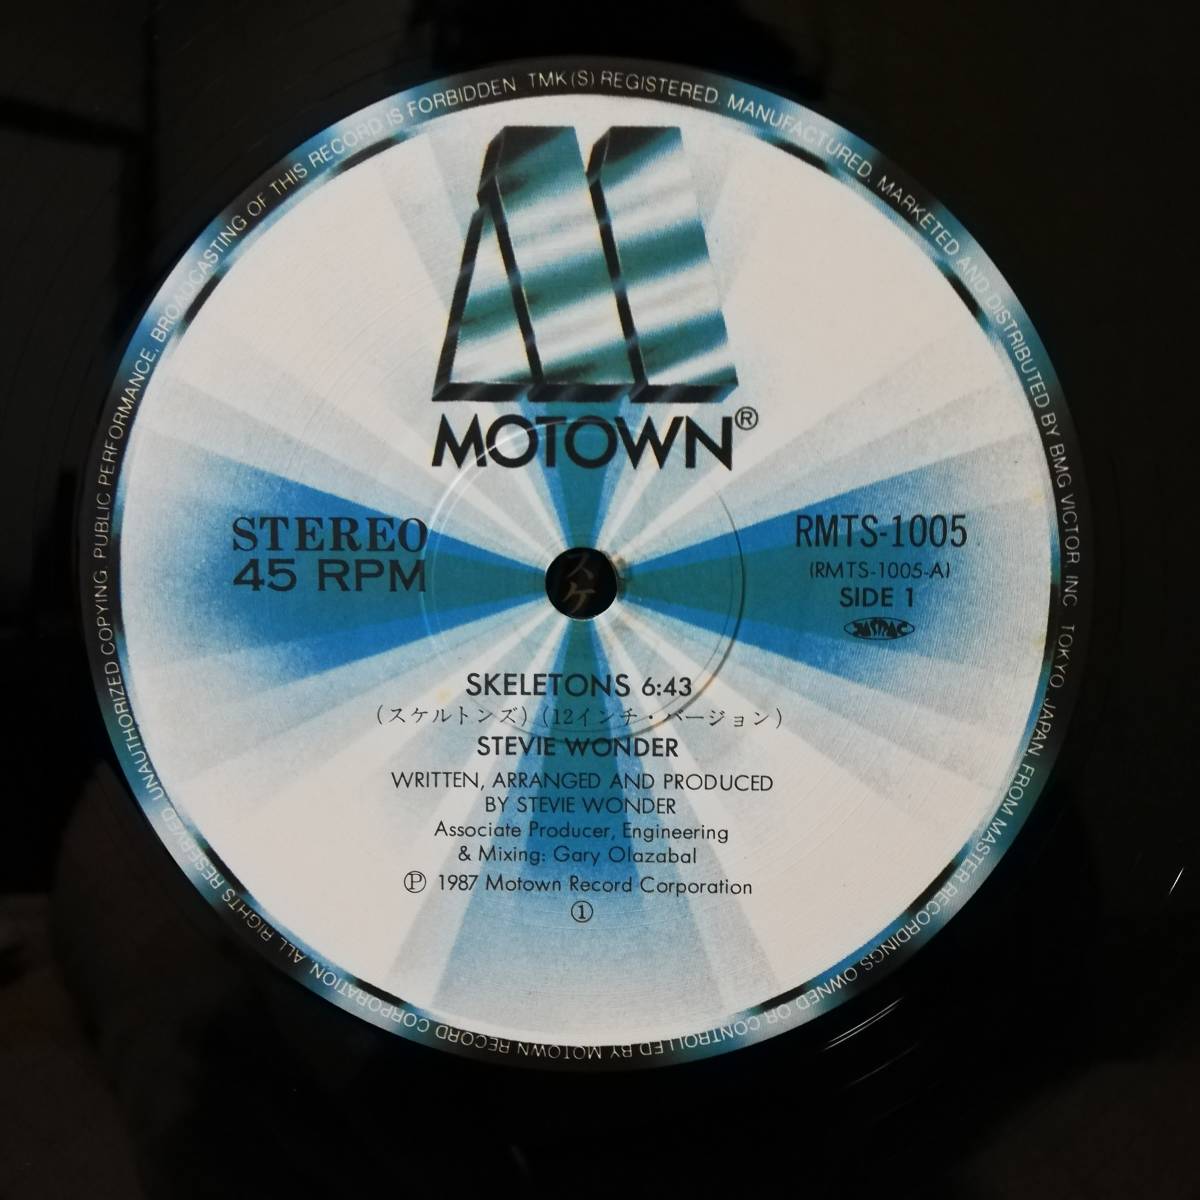 MOTOWN®
STEREO
45 RPM
RMTS-1005
(RMTS-1005-A)
SIDE 1
スケ
SKELETONS 6:43
(スケルトンズ) (12インチ・バージョン)
STEVIE WONDER
WRITTEN, ARRANGED AND PRODUCED
BY STEVIE WONDER
Associate Producer, Engineering
& Mixing: Gary Olazabal
Ⓟ 1987 Motown Record Corporation
①
TMK(S) REGISTERED. MANUFACTURED, MARKETED AND DISTRIBUTED BY BMG VICTOR INC. TOKYO, JAPAN, FROM MASTER RECORDINGS OWNED OR CONTROLLED BY MOTOWN RECORD CORPORATION. ALL RIGHTS RESERVED. UNAUTHORIZED COPYING, PUBLIC PERFORMANCE, BROADCASTING OF THIS RECORD IS FORBIDDEN.